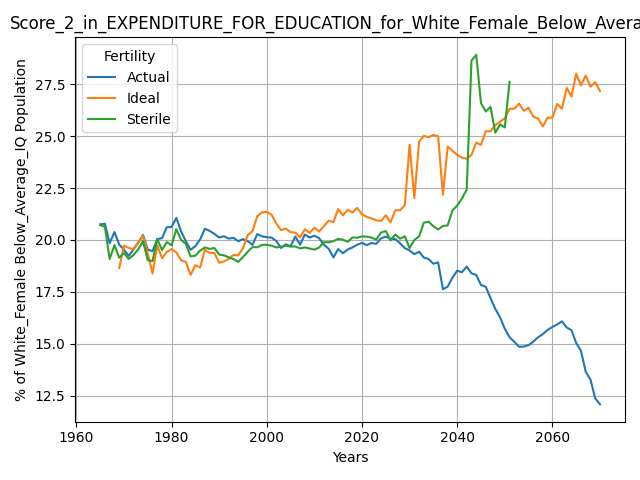 Score_2_in_EXPENDITURE_FOR_EDUCATION_for_White_Female_Below_Avera
Fertility
Actual
Ideal
Sterile
% of White_Female Below_Average_IQ Population
27.5
25.0
22.5
20.0
17.5
15.0
12.5
1960 1980 2000 2020 2040 2060
Years